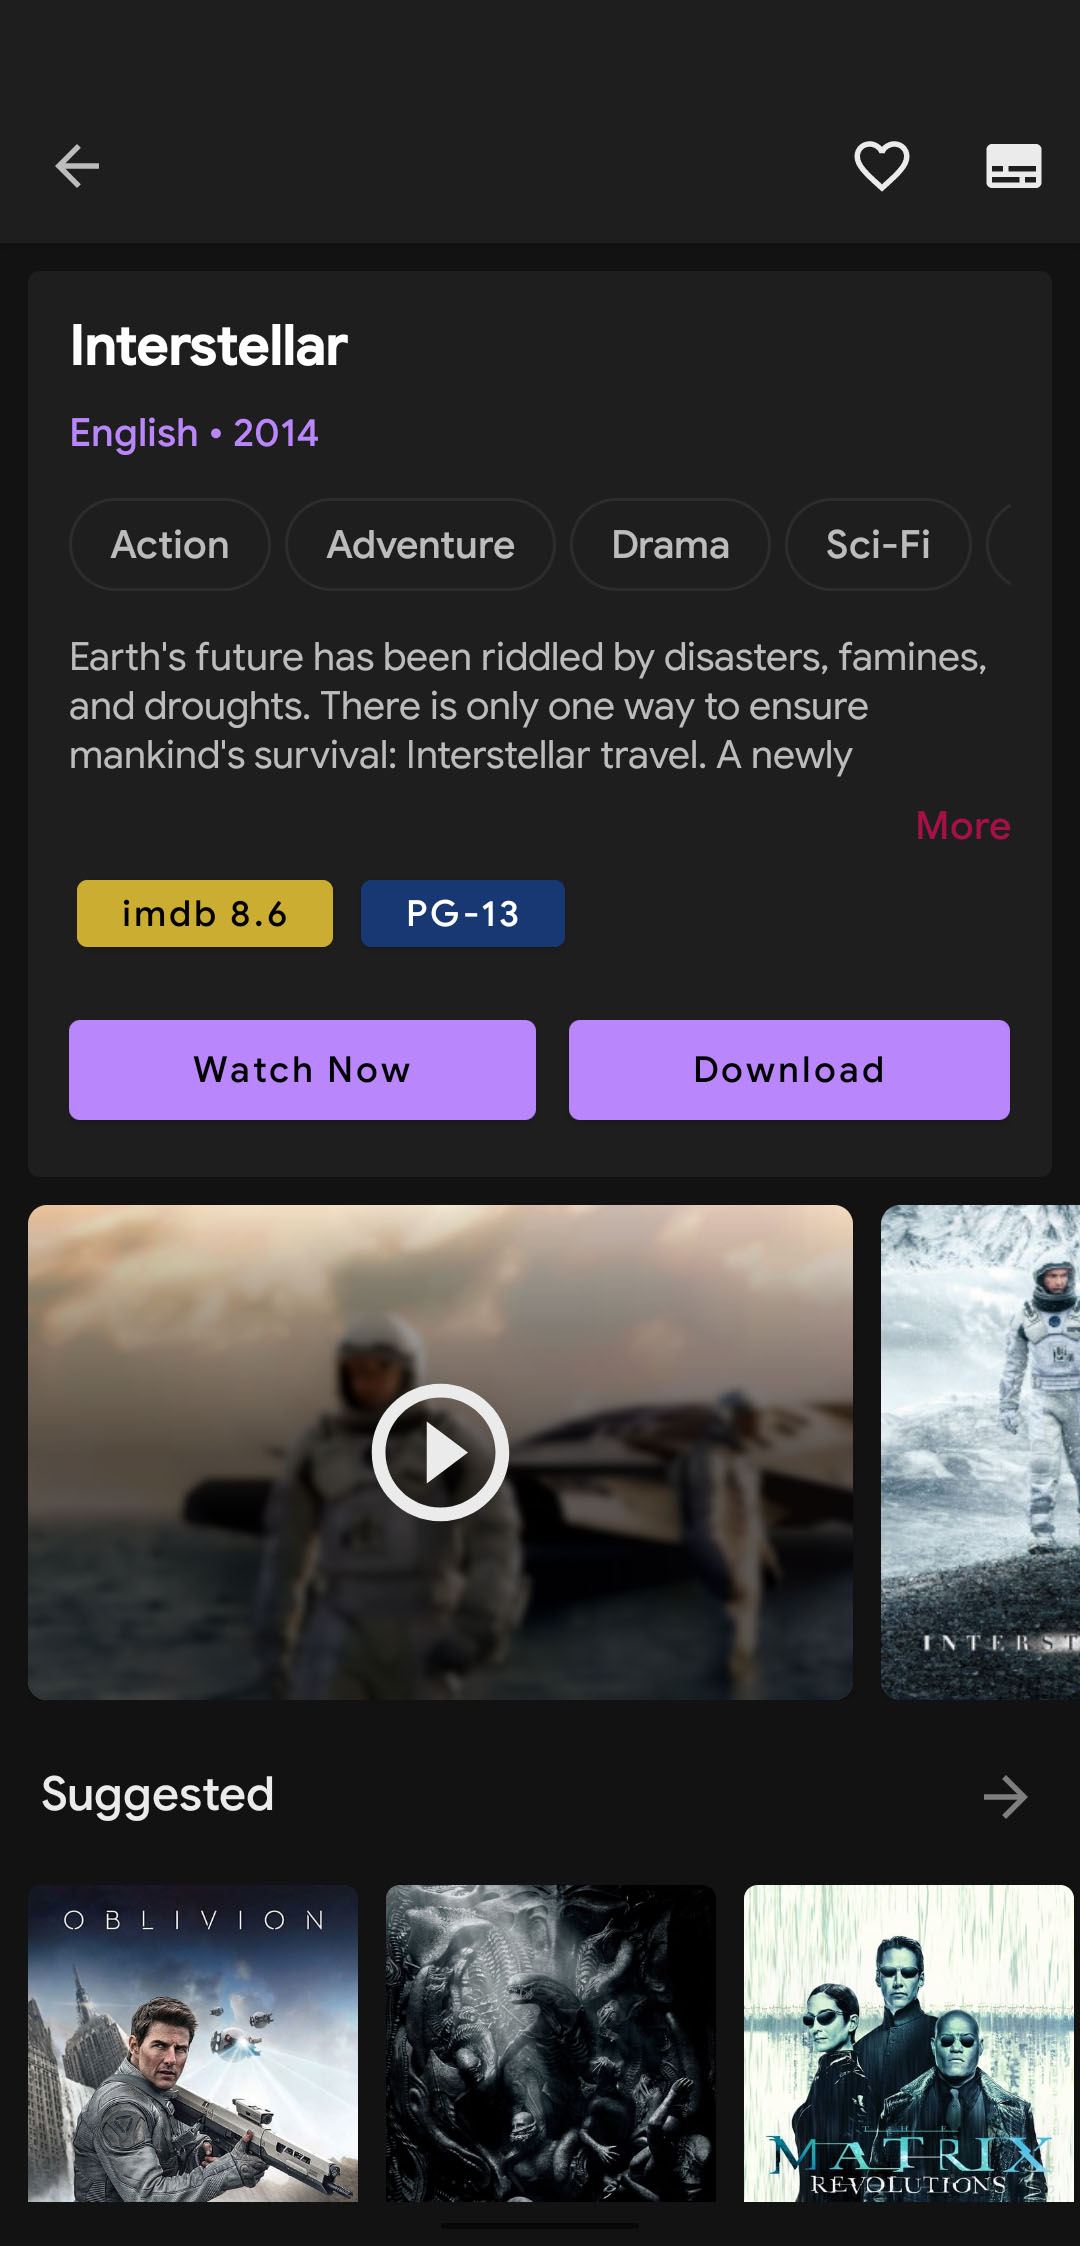 Interstellar
English • 2014
Action
Adventure
Drama
Sci-Fi
Earth's future has been riddled by disasters, famines,
and droughts. There is only one way to ensure
mankind's survival: Interstellar travel. A newly
More
imdb 8.6
PG-13
Watch Now
Download
INTERST
Suggested
OBLIVION
THE
MATRIX
REVOLUTIONS